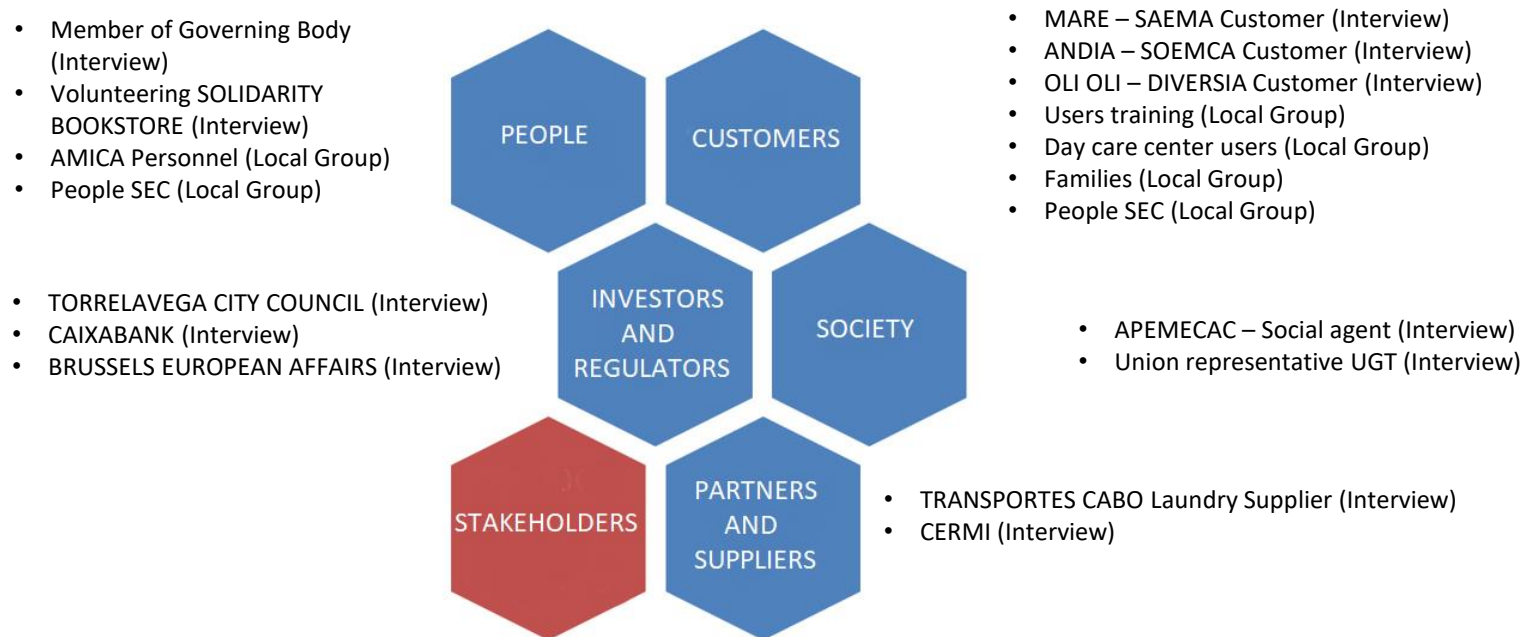 • Member of Governing Body
(Interview)
• Volunteering SOLIDARITY
BOOKSTORE (Interview)
• AMICA Personnel (Local Group)
• People SEC (Local Group)
PEOPLE
CUSTOMERS
• MARE – SAEMA Customer (Interview)
• ANDIA – SOEMCA Customer (Interview)
• OLI OLI – DIVERSIA Customer (Interview)
• Users training (Local Group)
• Day care center users (Local Group)
• Families (Local Group)
• People SEC (Local Group)
• TORRELAVEGA CITY COUNCIL (Interview)
• CAIXABANK (Interview)
• BRUSSELS EUROPEAN AFFAIRS (Interview)
INVESTORS
AND
REGULATORS
SOCIETY
• APEMECAC – Social agent (Interview)
• Union representative UGT (Interview)
STAKEHOLDERS
PARTNERS
AND
SUPPLIERS
• TRANSPORTES CABO Laundry Supplier (Interview)
• CERMI (Interview)